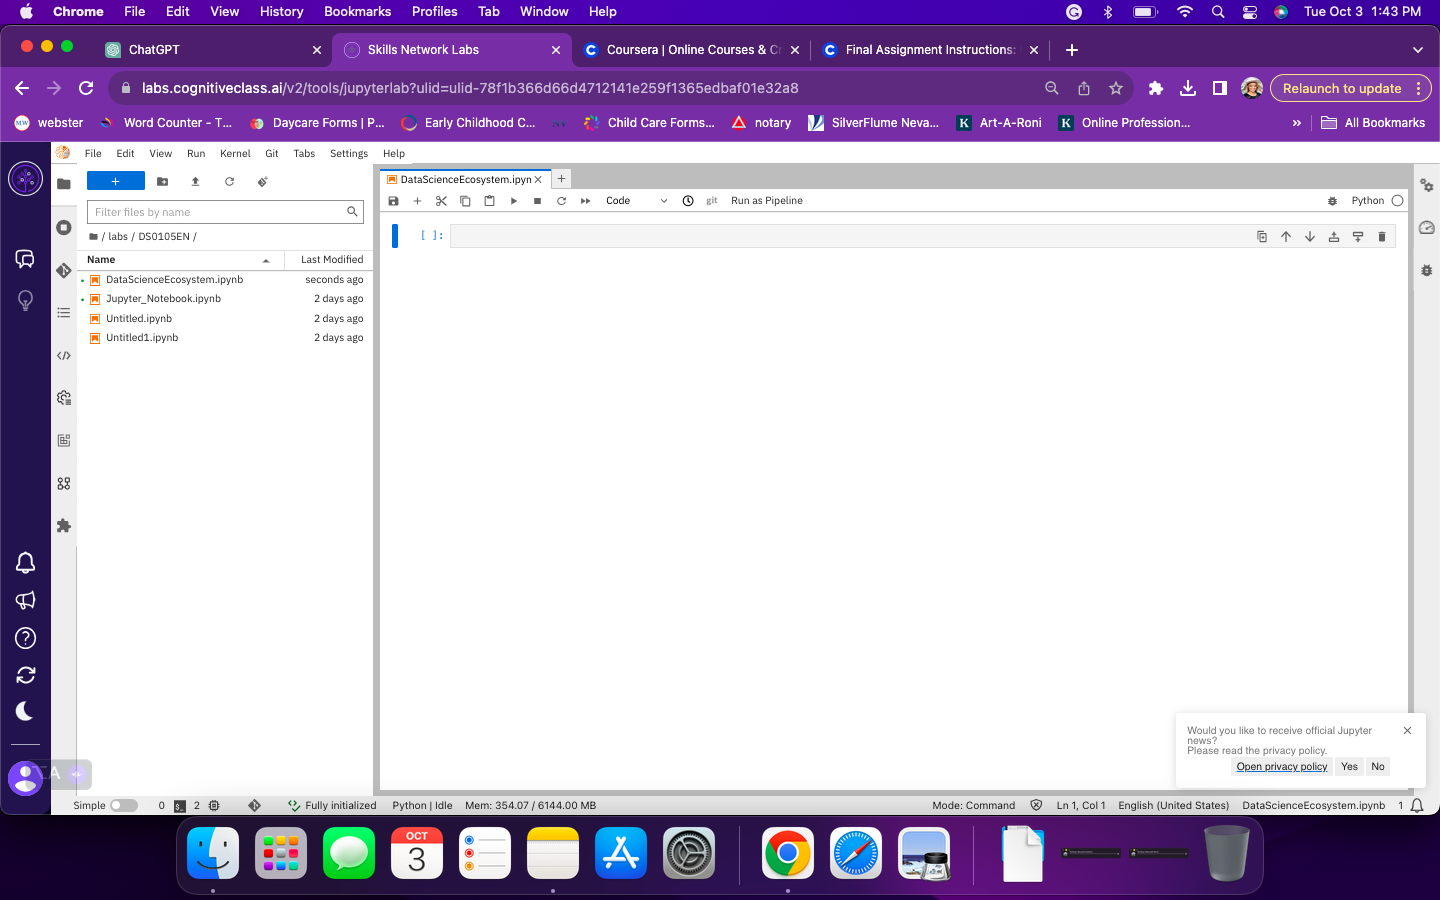 Chrome File Edit View History Bookmarks Profiles Tab Window Help Tue Oct 3 1:43 PM
ChatGPT Skills Network Labs Coursera | Online Courses & C Final Assignment Instructions:
labs.cognitiveclass.ai/v2/tools/jupyterlab?ulid=ulid-78f1b366d66d4712141e259f1365edbaf01e32a8 Relaunch to update
webster Word Counter - T... Daycare Forms | P... Early Childhood C... Child Care Forms... notary SilverFlume Neva... Art-A-Roni Online Profession... » All Bookmarks
File Edit View Run Kernel Git Tabs Settings Help
DataScienceEcosystem.ipyn
Code git Run as Pipeline Python
Filter files by name
/ labs / DS0105EN /
[ ]:
Name Last Modified
DataScienceEcosystem.ipynb seconds ago
Jupyter_Notebook.ipynb 2 days ago
Untitled.ipynb 2 days ago
Untitled1.ipynb 2 days ago
Would you like to receive official Jupyter
news?
Please read the privacy policy.
Open privacy policy Yes No
Simple 0 2 Fully initialized Python | Idle Mem: 354.07 / 6144.00 MB Mode: Command Ln 1, Col 1 English (United States) DataScienceEcosystem.ipynb 1
OCT
3